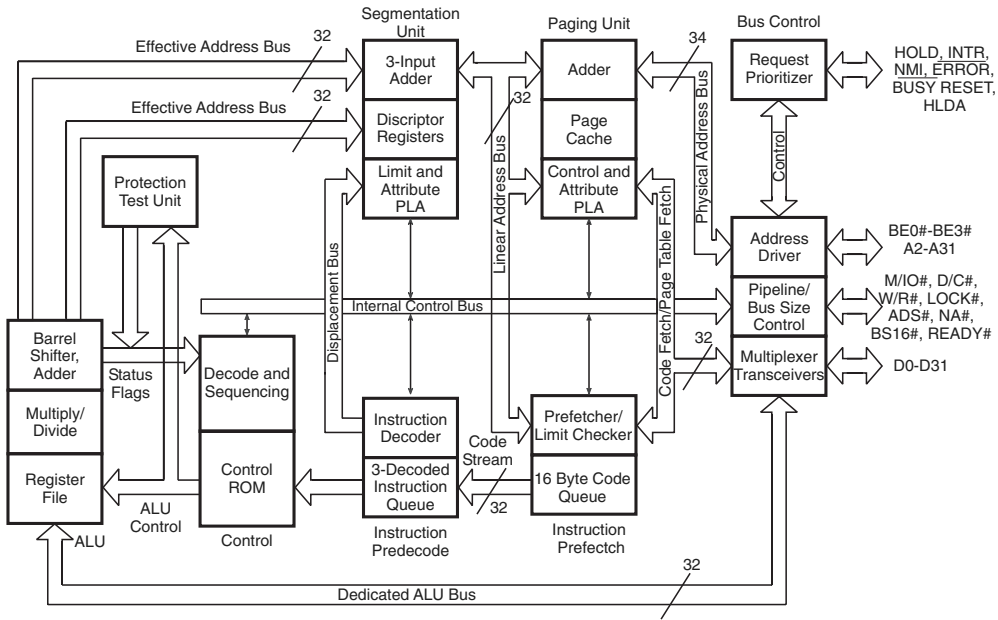 Segmentation
Unit
Paging Unit
Bus Control
Effective Address Bus
32
3-Input
Adder
Adder
34
Request
Prioritizer
HOLD, INTR,
NMI, ERROR,
BUSY RESET,
HLDA
Effective Address Bus
32
Discriptor
Registers
32
Page
Cache
Protection
Test Unit
Limit and
Attribute
PLA
Control and
Attribute
PLA
Linear Address Bus
Physical Address Bus
Control
Displacement Bus
Code Fetch/Page Table Fetch
Address
Driver
BE0#-BE3#
A2-A31
Internal Control Bus
Pipeline/
Bus Size
Control
M/IO#, D/C#,
W/R#, LOCK#,
ADS#, NA#,
BS16#, READY#
Barrel
Shifter,
Adder
Status
Flags
Decode and
Sequencing
32
Multiplexer
Transceivers
D0-D31
Multiply/
Divide
Instruction
Decoder
Code
Stream
Prefetcher/
Limit Checker
Register
File
Control
ROM
3-Decoded
Instruction
Queue
32
16 Byte Code
Queue
ALU
Control
ALU
Control
Instruction
Predecode
Instruction
Prefectch
32
Dedicated ALU Bus